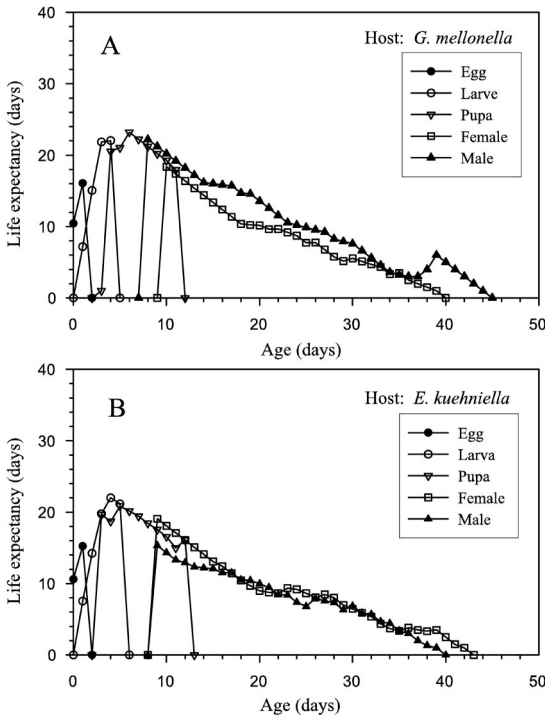 40
A
Host: G. mellonella
Egg
Larve
Pupa
Female
Male
30
20
10
0
Life expectancy (days)
0 10 20 30 40 50
Age (days)
40
B
Host: E. kuehniella
Egg
Larva
Pupa
Female
Male
30
20
10
0
Life expectancy (days)
0 10 20 30 40 50
Age (days)